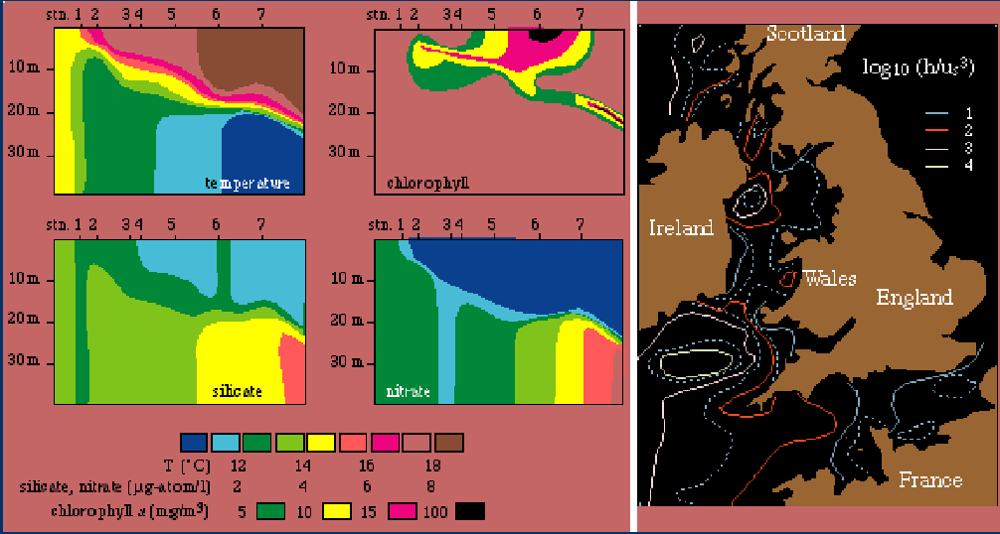 stn. 1 2 3 4 5 6 7
10 m
20 m
30 m
temperature
stn. 1 2 3 4 5 6 7
10 m
20 m
30 m
chlorophyll
stn. 1 2 3 4 5 6 7
10 m
20 m
30 m
silicate
stn. 1 2 3 4 5 6 7
10 m
20 m
30 m
nitrate
T (°C) 12 14 16 18
silicate, nitrate (µg-atom/l) 2 4 6 8
chlorophyll a (mg/m³) 5 10 15 100
Scotland
log10 (h/us³)
1
2
3
4
Ireland
Wales
England
France